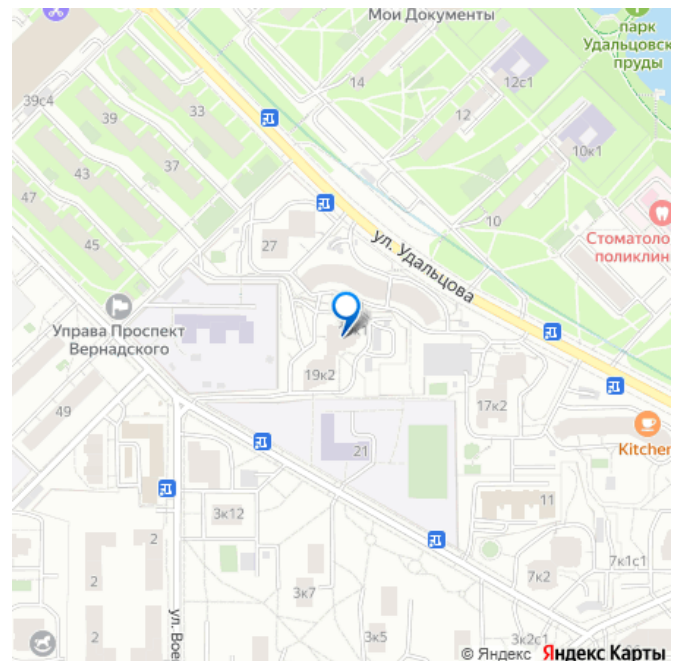 Мои Документы
парк
Удальцовск
пруды
39с4
39
33
14
12с1
12
43
37
10к1
47
45
27
10
Стоматоло
поликлин
ул. Удальцова
Управа Проспект
Вернадского
19к2
49
17к2
Kitchen
21
11
3к12
2
2
7к1с1
7к2
3к7
ул. Вое
3к5
3к2с1
© Яндекс Яндекс Карты